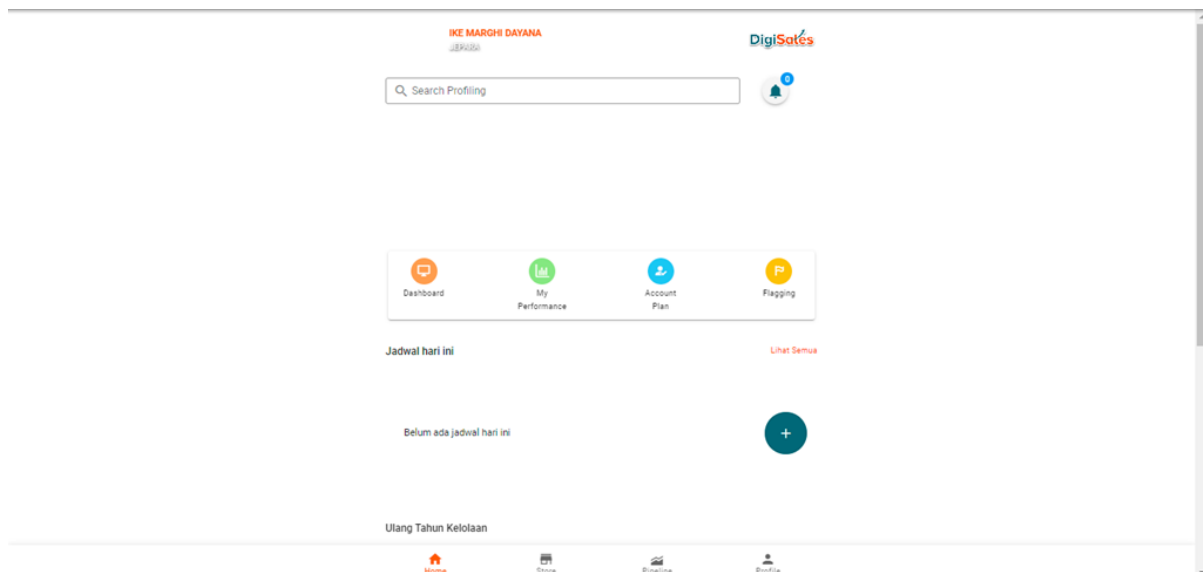 IKE MARGHI DAYANA
JEPARA
DigiSales
Search Profiling
0
Dashboard
My
Performance
Account
Plan
Flagging
Jadwal hari ini
Lihat Semua
Belum ada jadwal hari ini
+
Ulang Tahun Kelolaan
Home
Store
Pipeline
Profile